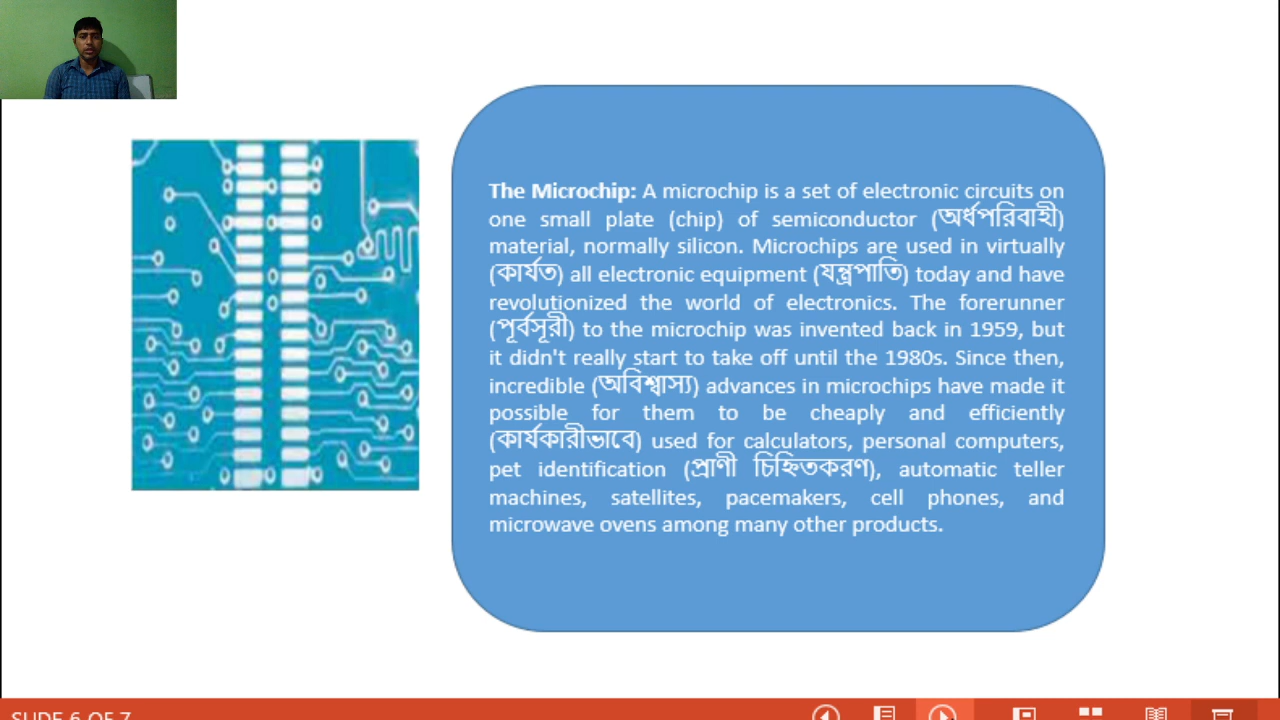 The Microchip: A microchip is a set of electronic circuits on
one small plate (chip) of semiconductor (অর্ধপরিবাহী)
material, normally silicon. Microchips are used in virtually
(কার্যত) all electronic equipment (যন্ত্রপাতি) today and have
revolutionized the world of electronics. The forerunner
(পূর্বসূরী) to the microchip was invented back in 1959, but
it didn't really start to take off until the 1980s. Since then,
incredible (অবিশ্বাস্য) advances in microchips have made it
possible for them to be cheaply and efficiently
(কার্যকারীভাবে) used for calculators, personal computers,
pet identification (প্রাণী চিহ্নিতকরণ), automatic teller
machines, satellites, pacemakers, cell phones, and
microwave ovens among many other products.
SLIDE 6 OF 7